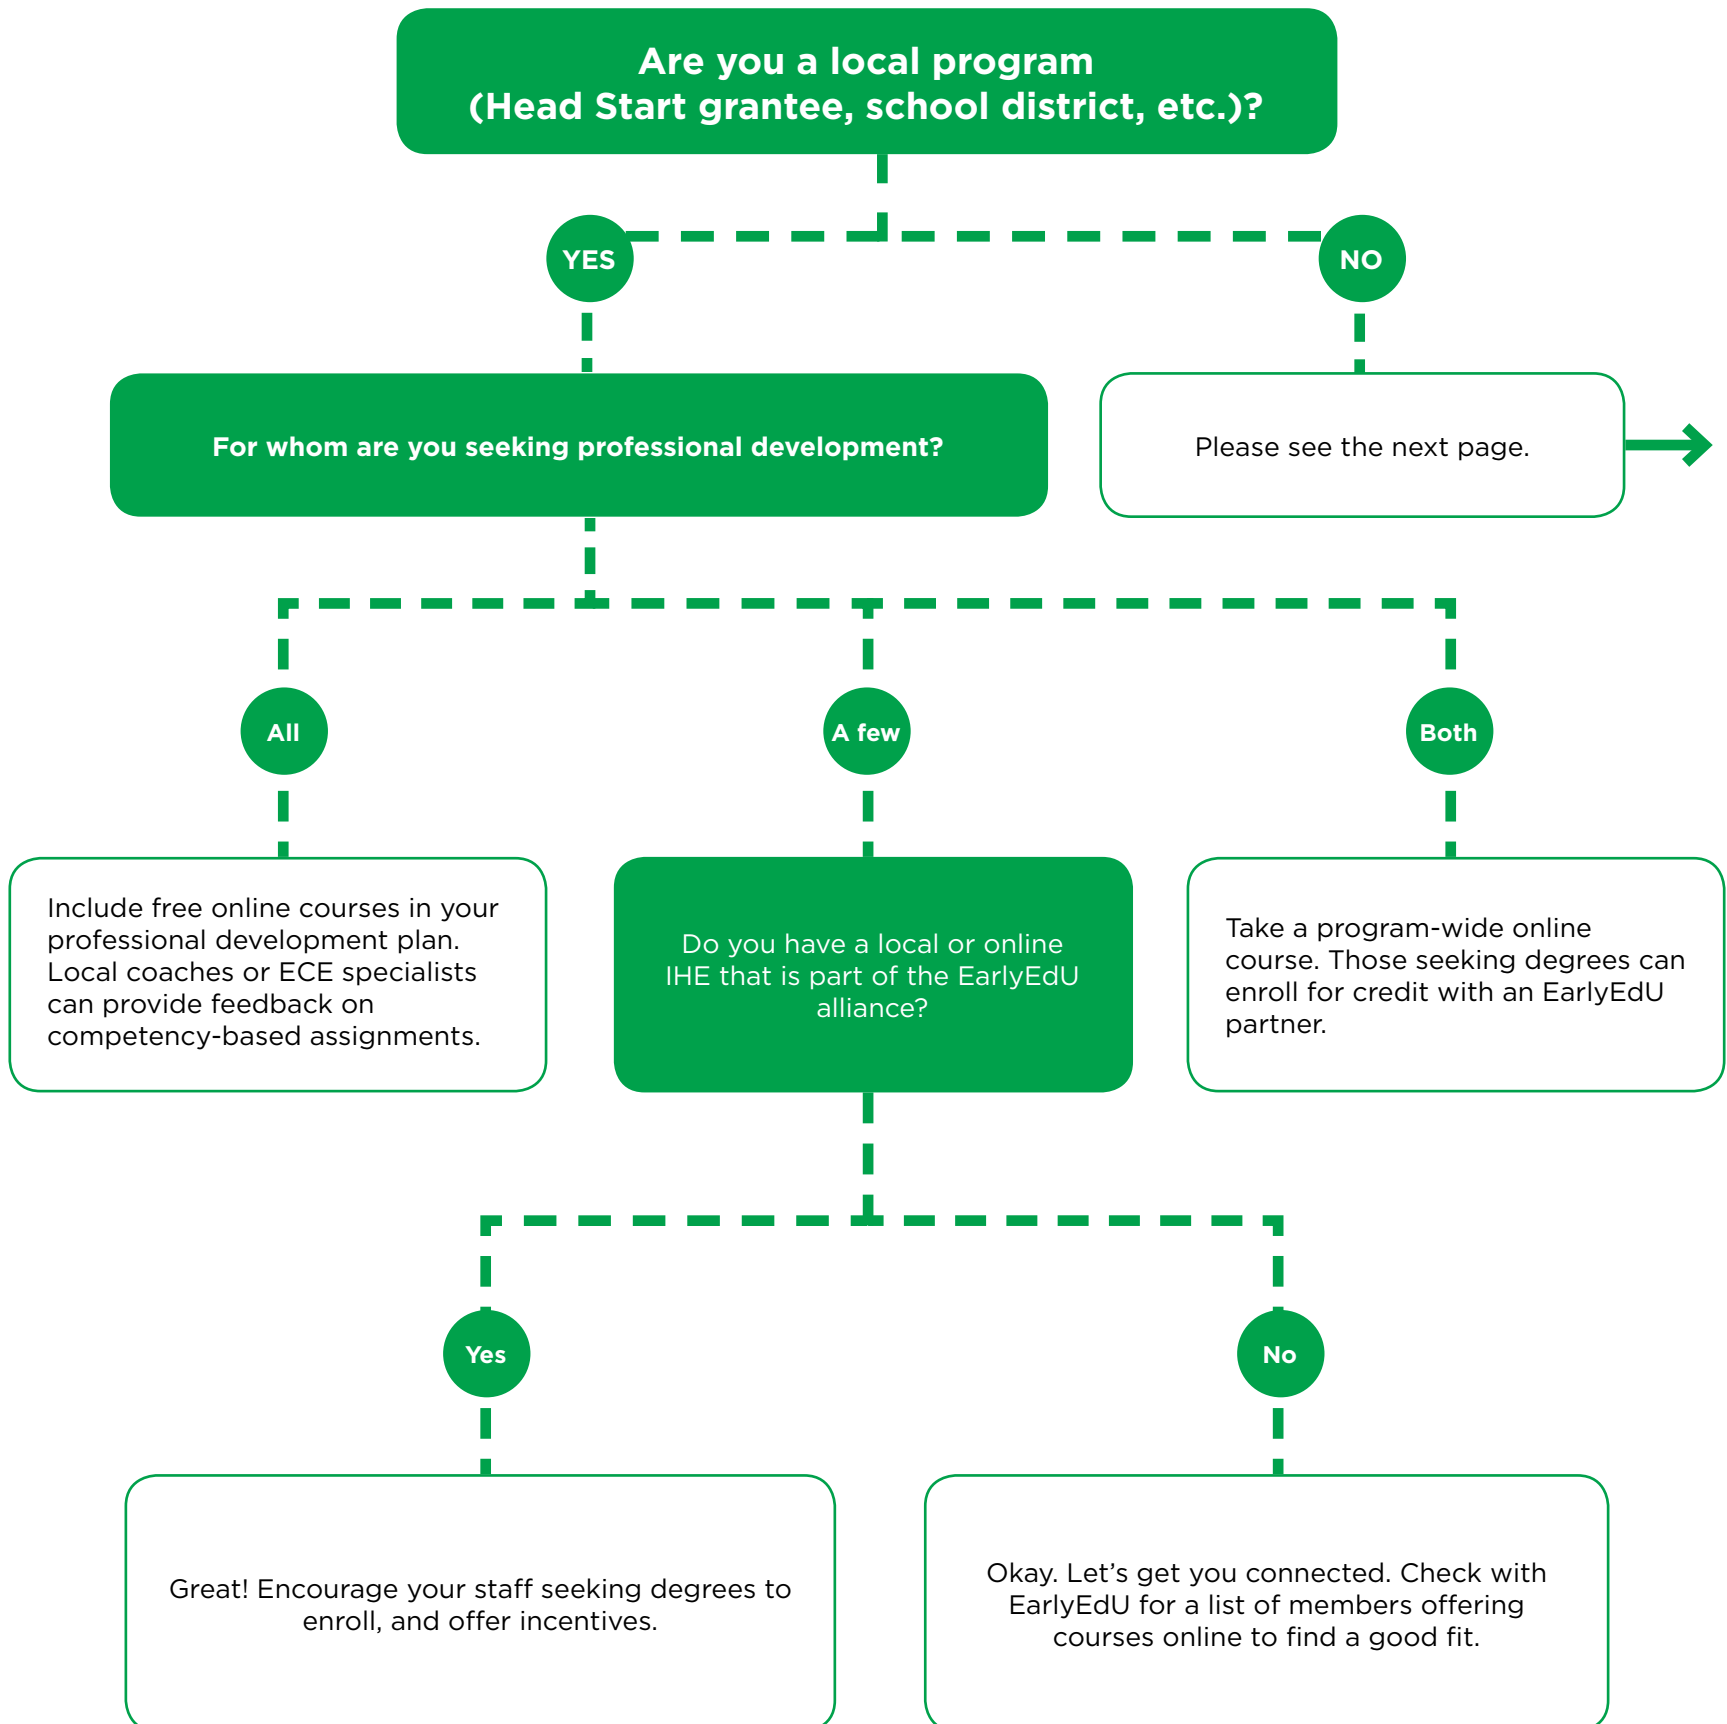 Are you a local program
(Head Start grantee, school district, etc.)?
YES
NO
For whom are you seeking professional development?
Please see the next page.
All
A few
Both
Include free online courses in your
professional development plan.
Local coaches or ECE specialists
can provide feedback on
competency-based assignments.
Do you have a local or online
IHE that is part of the EarlyEdU
alliance?
Take a program-wide online
course. Those seeking degrees can
enroll for credit with an EarlyEdU
partner.
Yes
No
Great! Encourage your staff seeking degrees to
enroll, and offer incentives.
Okay. Let’s get you connected. Check with
EarlyEdU for a list of members offering
courses online to find a good fit.